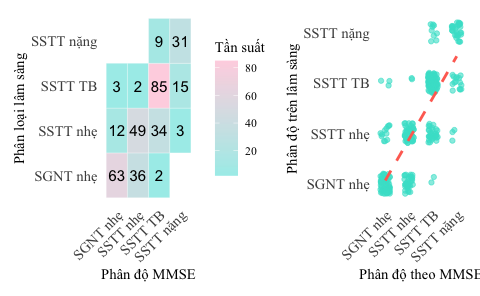 Phân loại lâm sàng
SSTT nặng
SSTT TB
SSTT nhẹ
SGNT nhẹ
9 31
3 2 85 15
12 49 34 3
63 36 2
SGNT nhẹ
SSTT nhẹ
SSTT TB
SSTT nặng
Phân độ MMSE
Tần suất
80
60
40
20
Phân độ trên lâm sàng
SSTT nặng
SSTT TB
SSTT nhẹ
SGNT nhẹ
SGNT nhẹ
SSTT nhẹ
SSTT TB
SSTT nặng
Phân độ theo MMSE